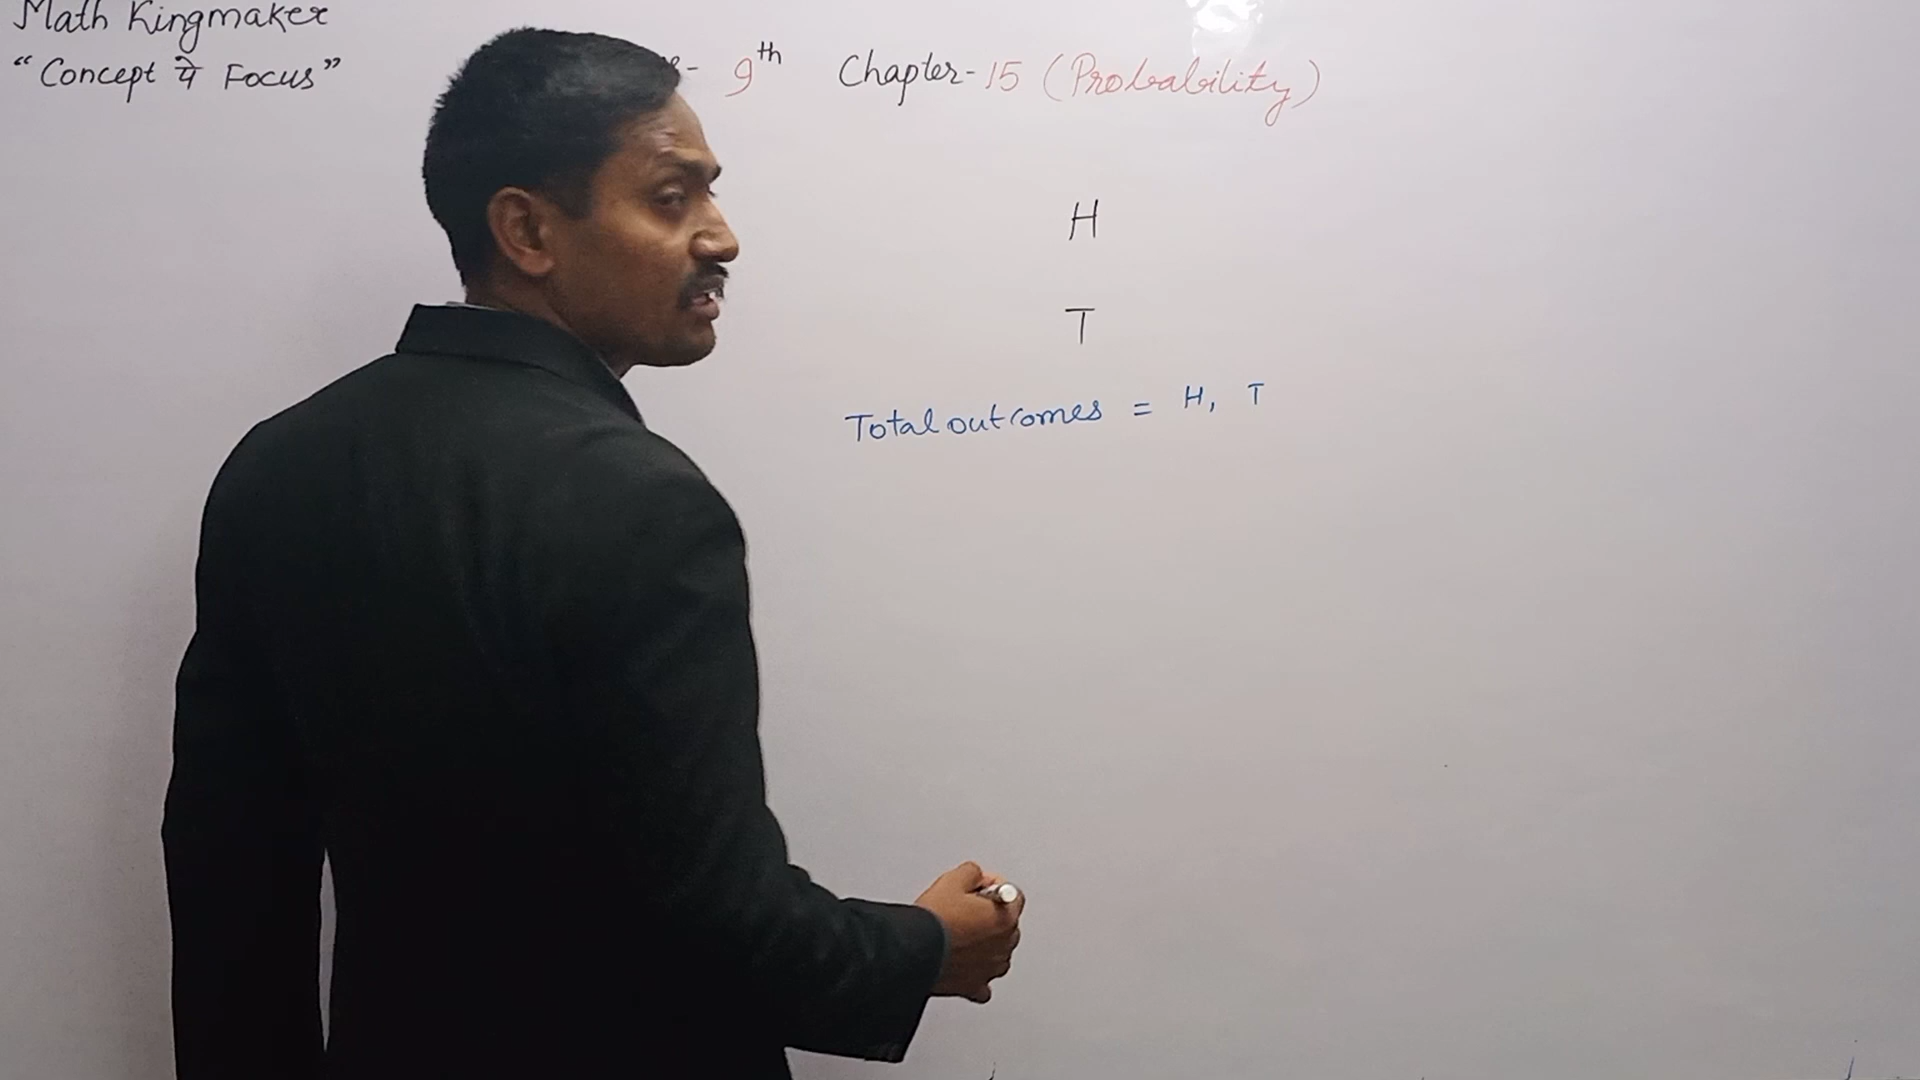 Math Kingmaker
"Concept पे Focus"
9th Chapter-15 (Probability)
H
T
Total outcomes = H, T